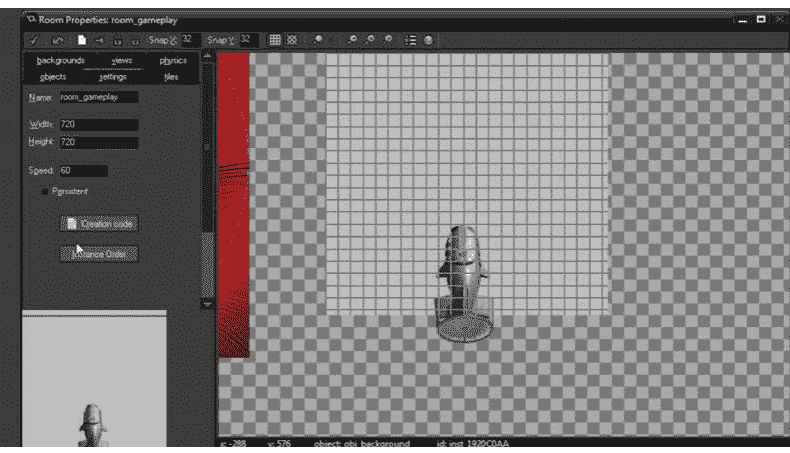 Room Properties: room_gameplay
Snap X: 32 Snap Y: 32
backgrounds views physics
objects settings tiles
Name: room_gameplay
Width: 720
Height: 720
Speed: 60
Persistent
Creation code
Instance Order
x: -288 y: 576 object: obj_background id: inst_1920C0AA